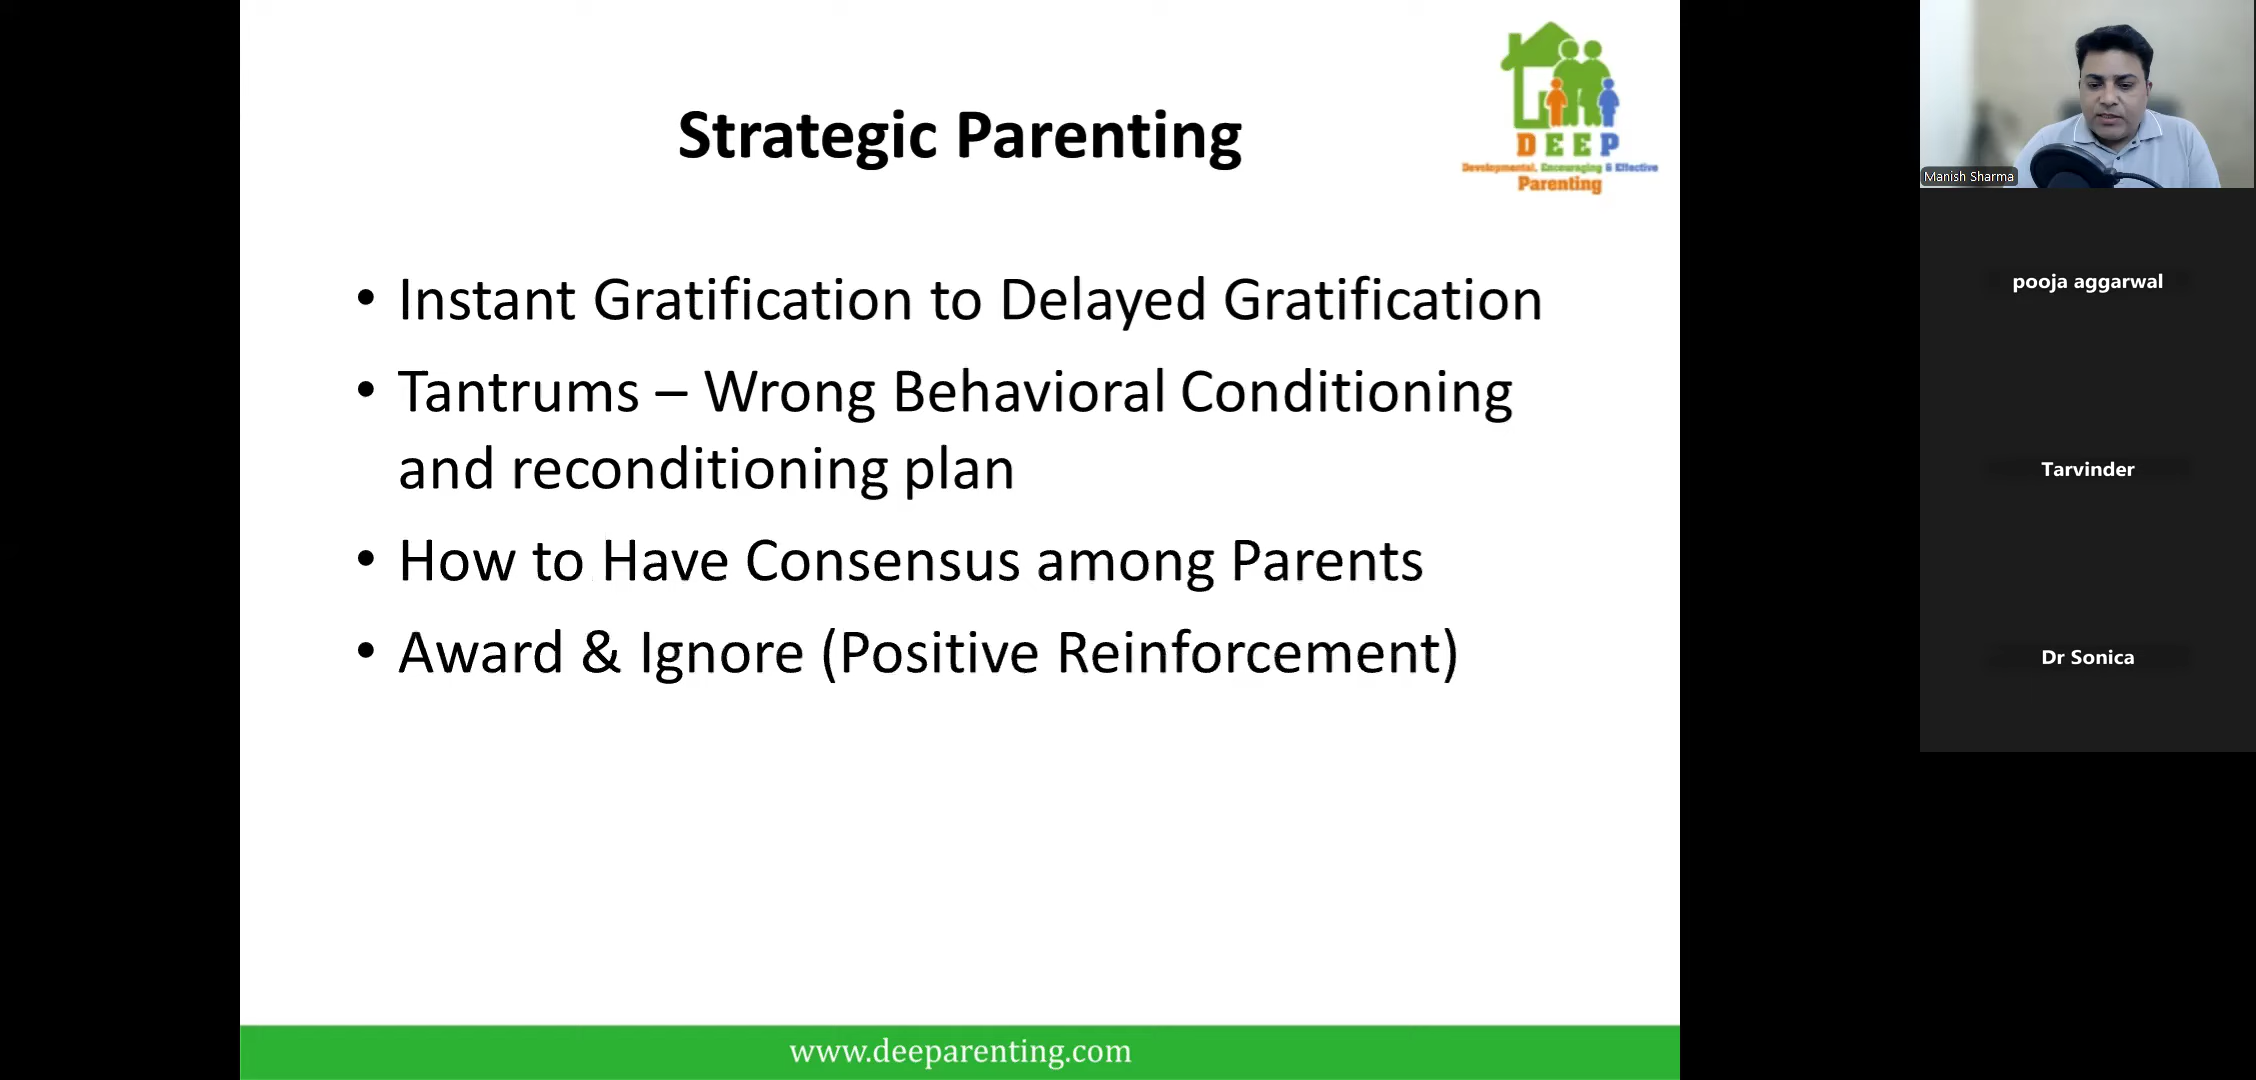 Strategic Parenting
DEEP
Developmental, Encouraging & Effective
Parenting
• Instant Gratification to Delayed Gratification
• Tantrums – Wrong Behavioral Conditioning
and reconditioning plan
• How to Have Consensus among Parents
• Award & Ignore (Positive Reinforcement)
www.deeparenting.com
Manish Sharma
pooja aggarwal
Tarvinder
Dr Sonica